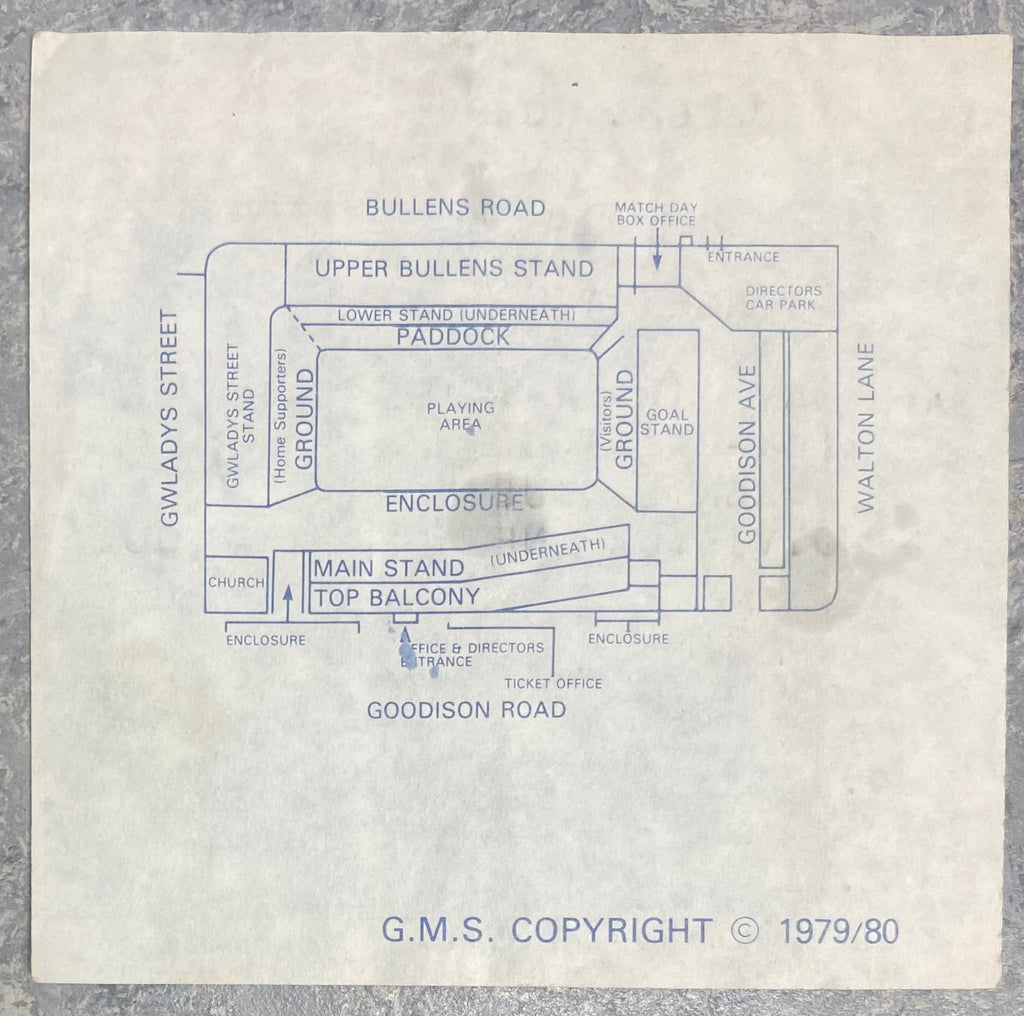 BULLENS ROAD
MATCH DAY
BOX OFFICE
ENTRANCE
UPPER BULLENS STAND
DIRECTORS
CAR PARK
LOWER STAND (UNDERNEATH)
PADDOCK
GWLADYS STREET
GWLADYS STREET
STAND
(Home Supporters)
GROUND
PLAYING
AREA
(Visitors)
GROUND
GOAL
STAND
GOODISON AVE
WALTON LANE
ENCLOSURE
(UNDERNEATH)
MAIN STAND
CHURCH
TOP BALCONY
ENCLOSURE
OFFICE & DIRECTORS
ENTRANCE
ENCLOSURE
TICKET OFFICE
GOODISON ROAD
G.M.S. COPYRIGHT © 1979/80